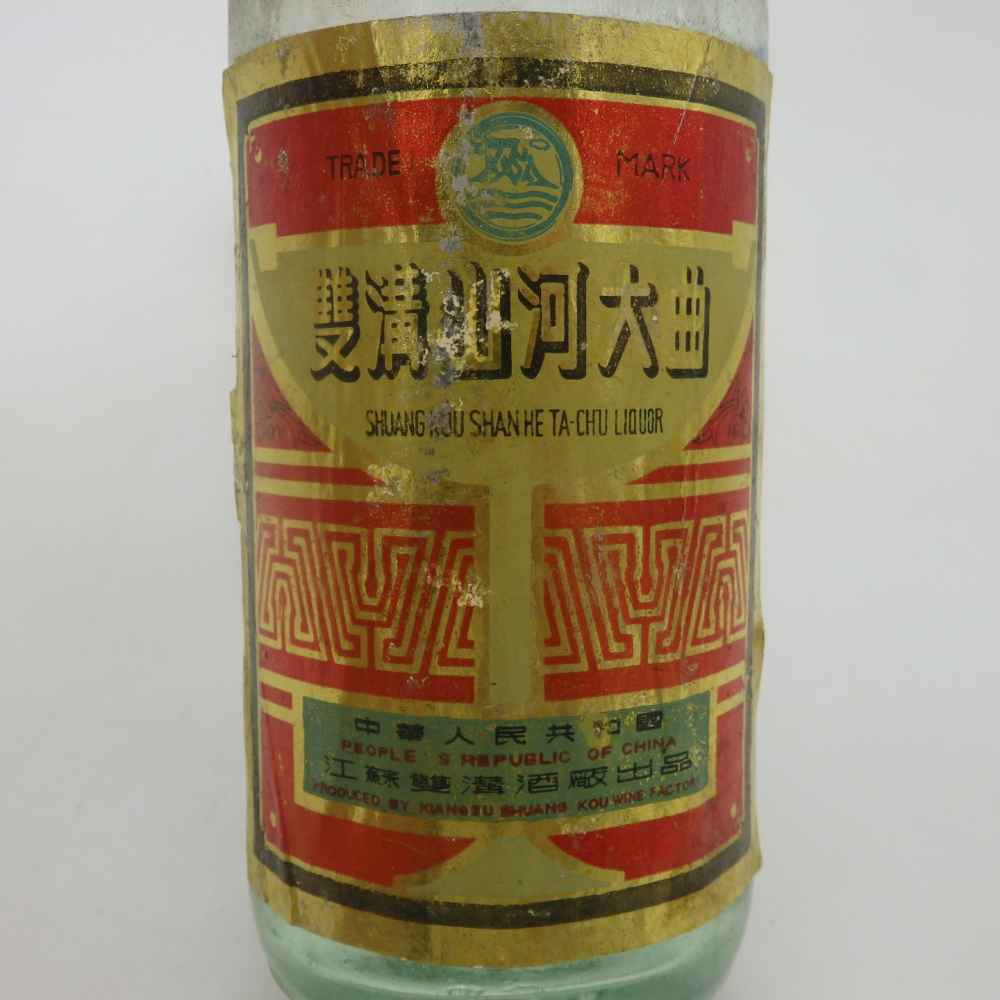 TRADE MARK
雙溝山河大曲
SHUANG KOU SHAN HE TA-CH'U LIQUOR
中華人民共和國
PEOPLE'S REPUBLIC OF CHINA
江蘇雙溝酒廠出品
PRODUCED BY KIANGSU SHUANG KOU WINE FACTORY